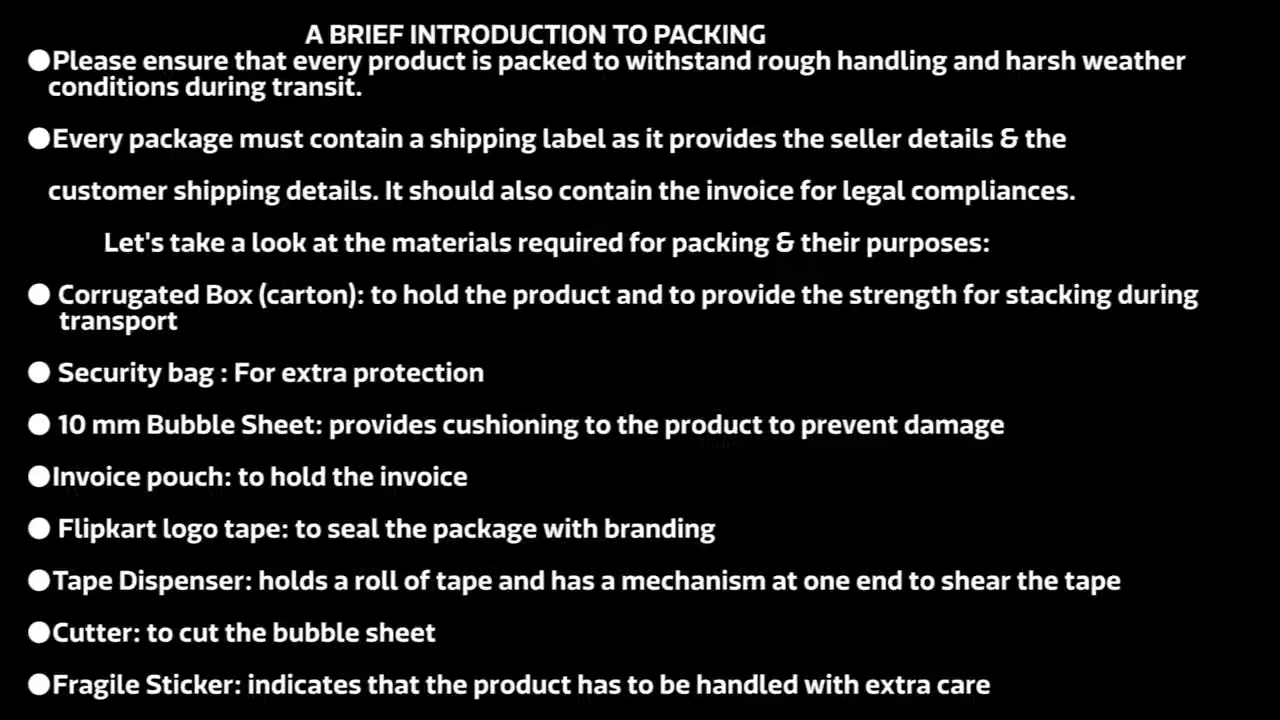 A BRIEF INTRODUCTION TO PACKING
●Please ensure that every product is packed to withstand rough handling and harsh weather
conditions during transit.
●Every package must contain a shipping label as it provides the seller details & the
customer shipping details. It should also contain the invoice for legal compliances.
Let's take a look at the materials required for packing & their purposes:
● Corrugated Box (carton): to hold the product and to provide the strength for stacking during
transport
● Security bag : For extra protection
● 10 mm Bubble Sheet: provides cushioning to the product to prevent damage
●Invoice pouch: to hold the invoice
● Flipkart logo tape: to seal the package with branding
●Tape Dispenser: holds a roll of tape and has a mechanism at one end to shear the tape
●Cutter: to cut the bubble sheet
●Fragile Sticker: indicates that the product has to be handled with extra care